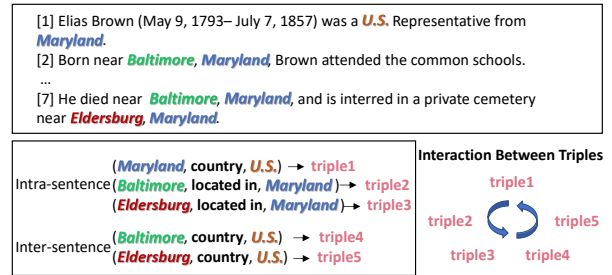 [1] Elias Brown (May 9, 1793– July 7, 1857) was a U.S. Representative from
Maryland.
[2] Born near Baltimore, Maryland, Brown attended the common schools.
...
[7] He died near Baltimore, Maryland, and is interred in a private cemetery
near Eldersburg, Maryland.
(Maryland, country, U.S.) → triple1
Intra-sentence (Baltimore, located in, Maryland) → triple2
(Eldersburg, located in, Maryland) → triple3
Inter-sentence (Baltimore, country, U.S.) → triple4
(Eldersburg, country, U.S.) → triple5
Interaction Between Triples
triple1
triple2 triple5
triple3 triple4